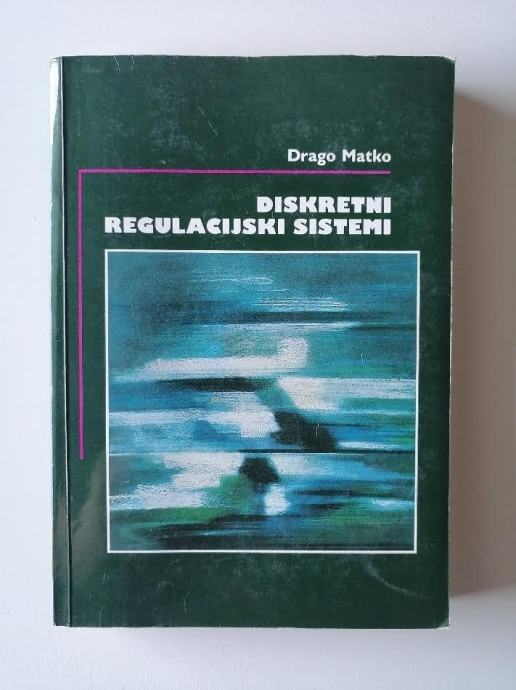 Drago Matko
DISKRETNI
REGULACIJSKI SISTEMI